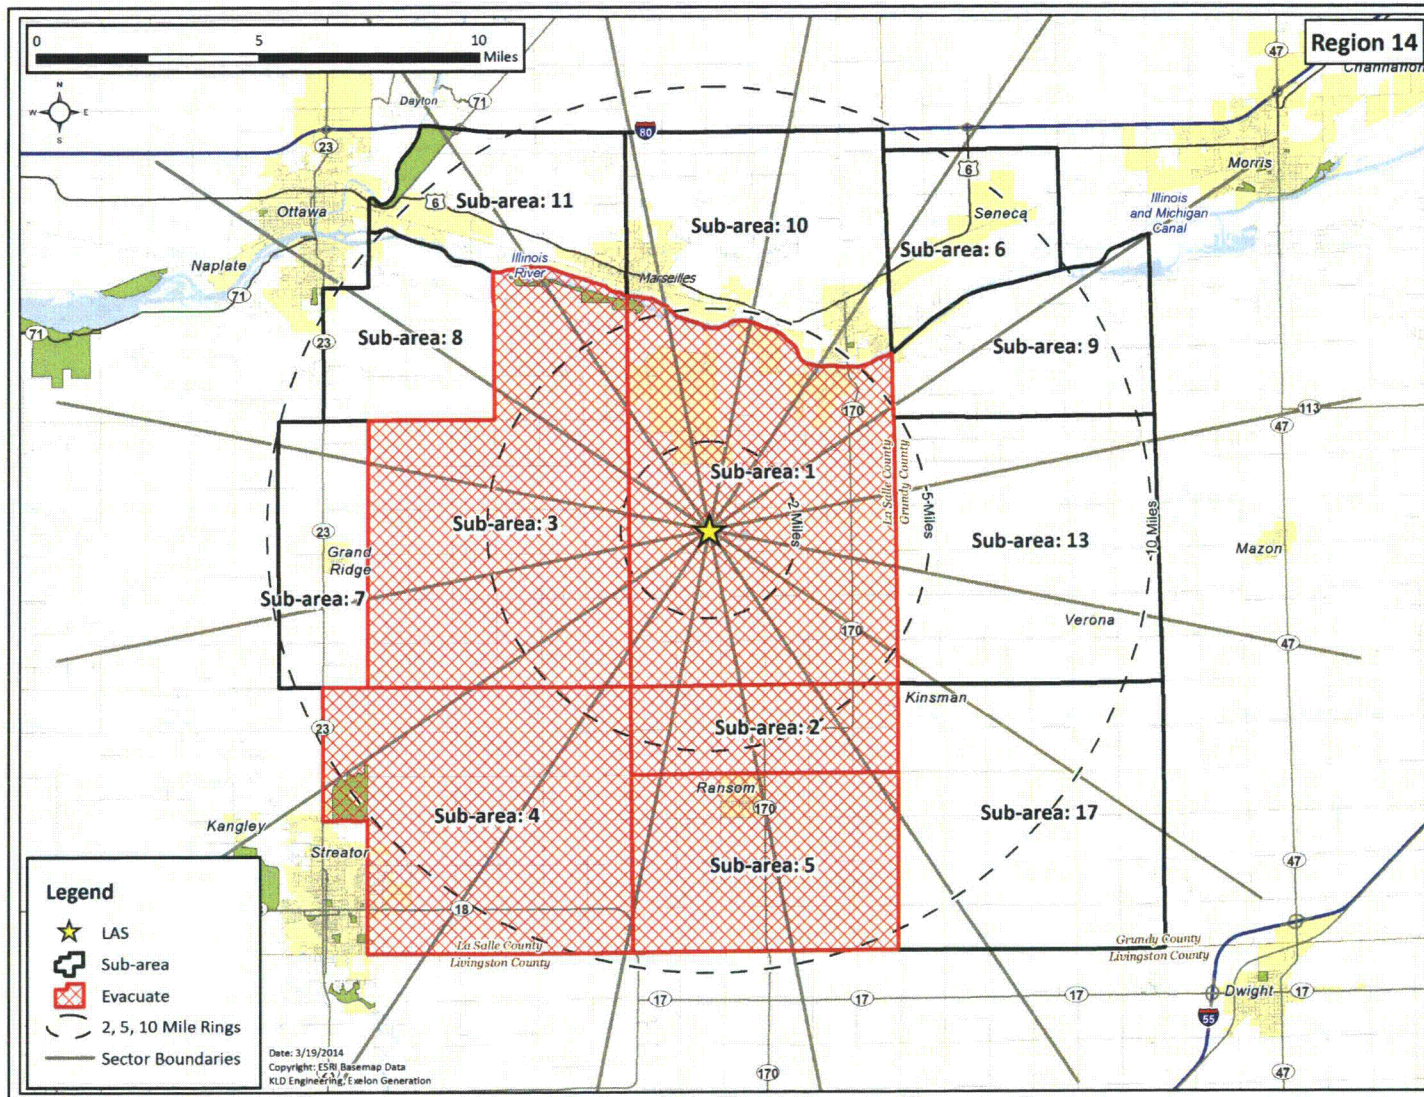 Region 14
0 5 10
Miles
N
W E
S
Dayton
71
47
Channahon
80
23
6
Morris
Ottawa
6
Sub-area: 11
Sub-area: 10
Seneca
Illinois
and Michigan
Canal
Sub-area: 6
Naplate
71
Illinois
River
Marseilles
71
23
Sub-area: 8
Sub-area: 9
170
113
47
Sub-area: 1
La Salle County
Grundy County
2 Miles
5 Miles
10 Miles
Sub-area: 3
23
Grand
Ridge
Sub-area: 13
Mazon
Sub-area: 7
170
Verona
47
Kinsman
23
Sub-area: 2
Ransom
170
Sub-area: 4
Sub-area: 17
Kangley
Streator
Sub-area: 5
47
18
La Salle County
Livingston County
Grundy County
Livingston County
17
17
17
Dwight
17
55
170
47
Legend
LAS
Sub-area
Evacuate
2, 5, 10 Mile Rings
Sector Boundaries
Date: 3/19/2014
Copyright: ESRI Basemap Data
KLD Engineering, Exelon Generation